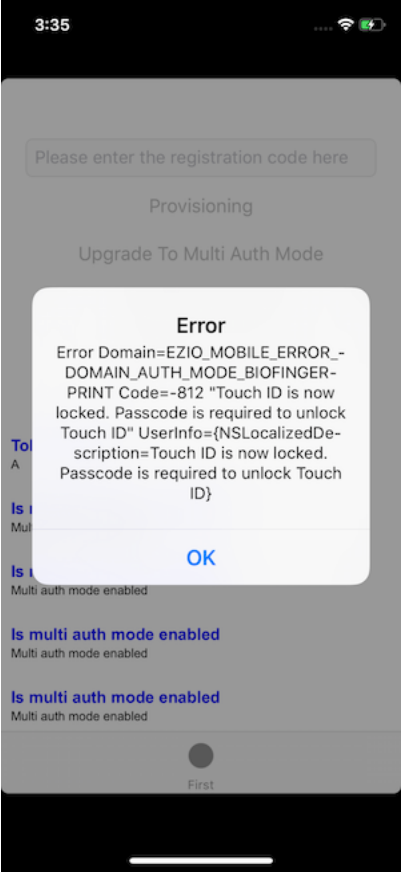 3:35
Please enter the registration code here
Provisioning
Upgrade To Multi Auth Mode
Error
Error Domain=EZIO_MOBILE_ERROR_-
DOMAIN_AUTH_MODE_BIOFINGER-
PRINT Code=-812 "Touch ID is now
locked. Passcode is required to unlock
Touch ID" UserInfo={NSLocalizedDe-
scription=Touch ID is now locked.
Passcode is required to unlock Touch
ID}
OK
A
Is
Is
Multi auth mode enabled
Is multi auth mode enabled
Multi auth mode enabled
Is multi auth mode enabled
Multi auth mode enabled
First